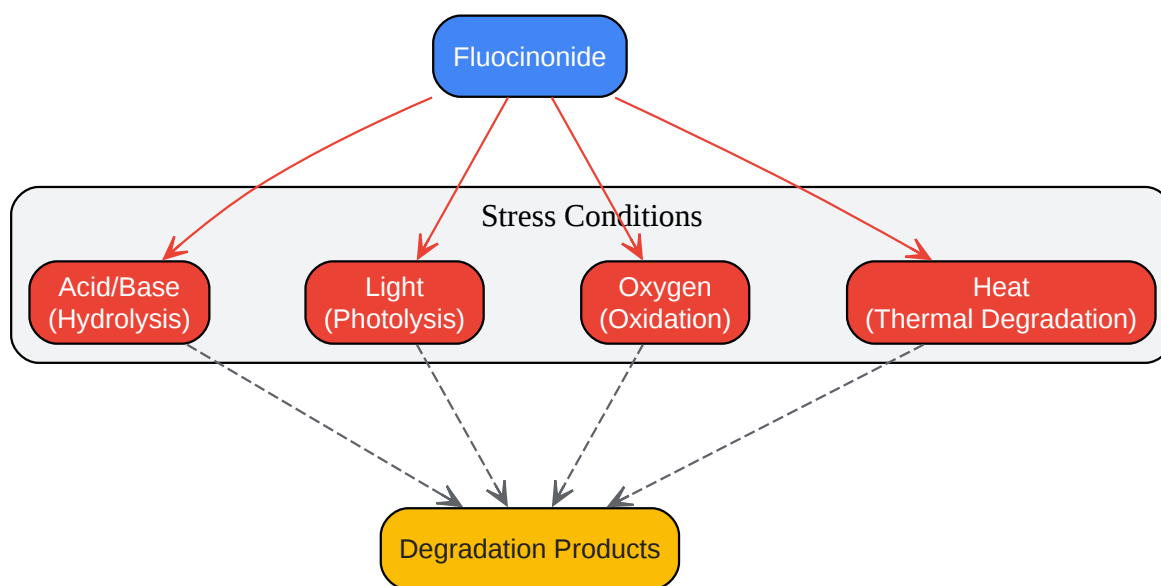 Fluocinonide
Stress Conditions
Acid/Base
(Hydrolysis)
Light
(Photolysis)
Oxygen
(Oxidation)
Heat
(Thermal Degradation)
Degradation Products